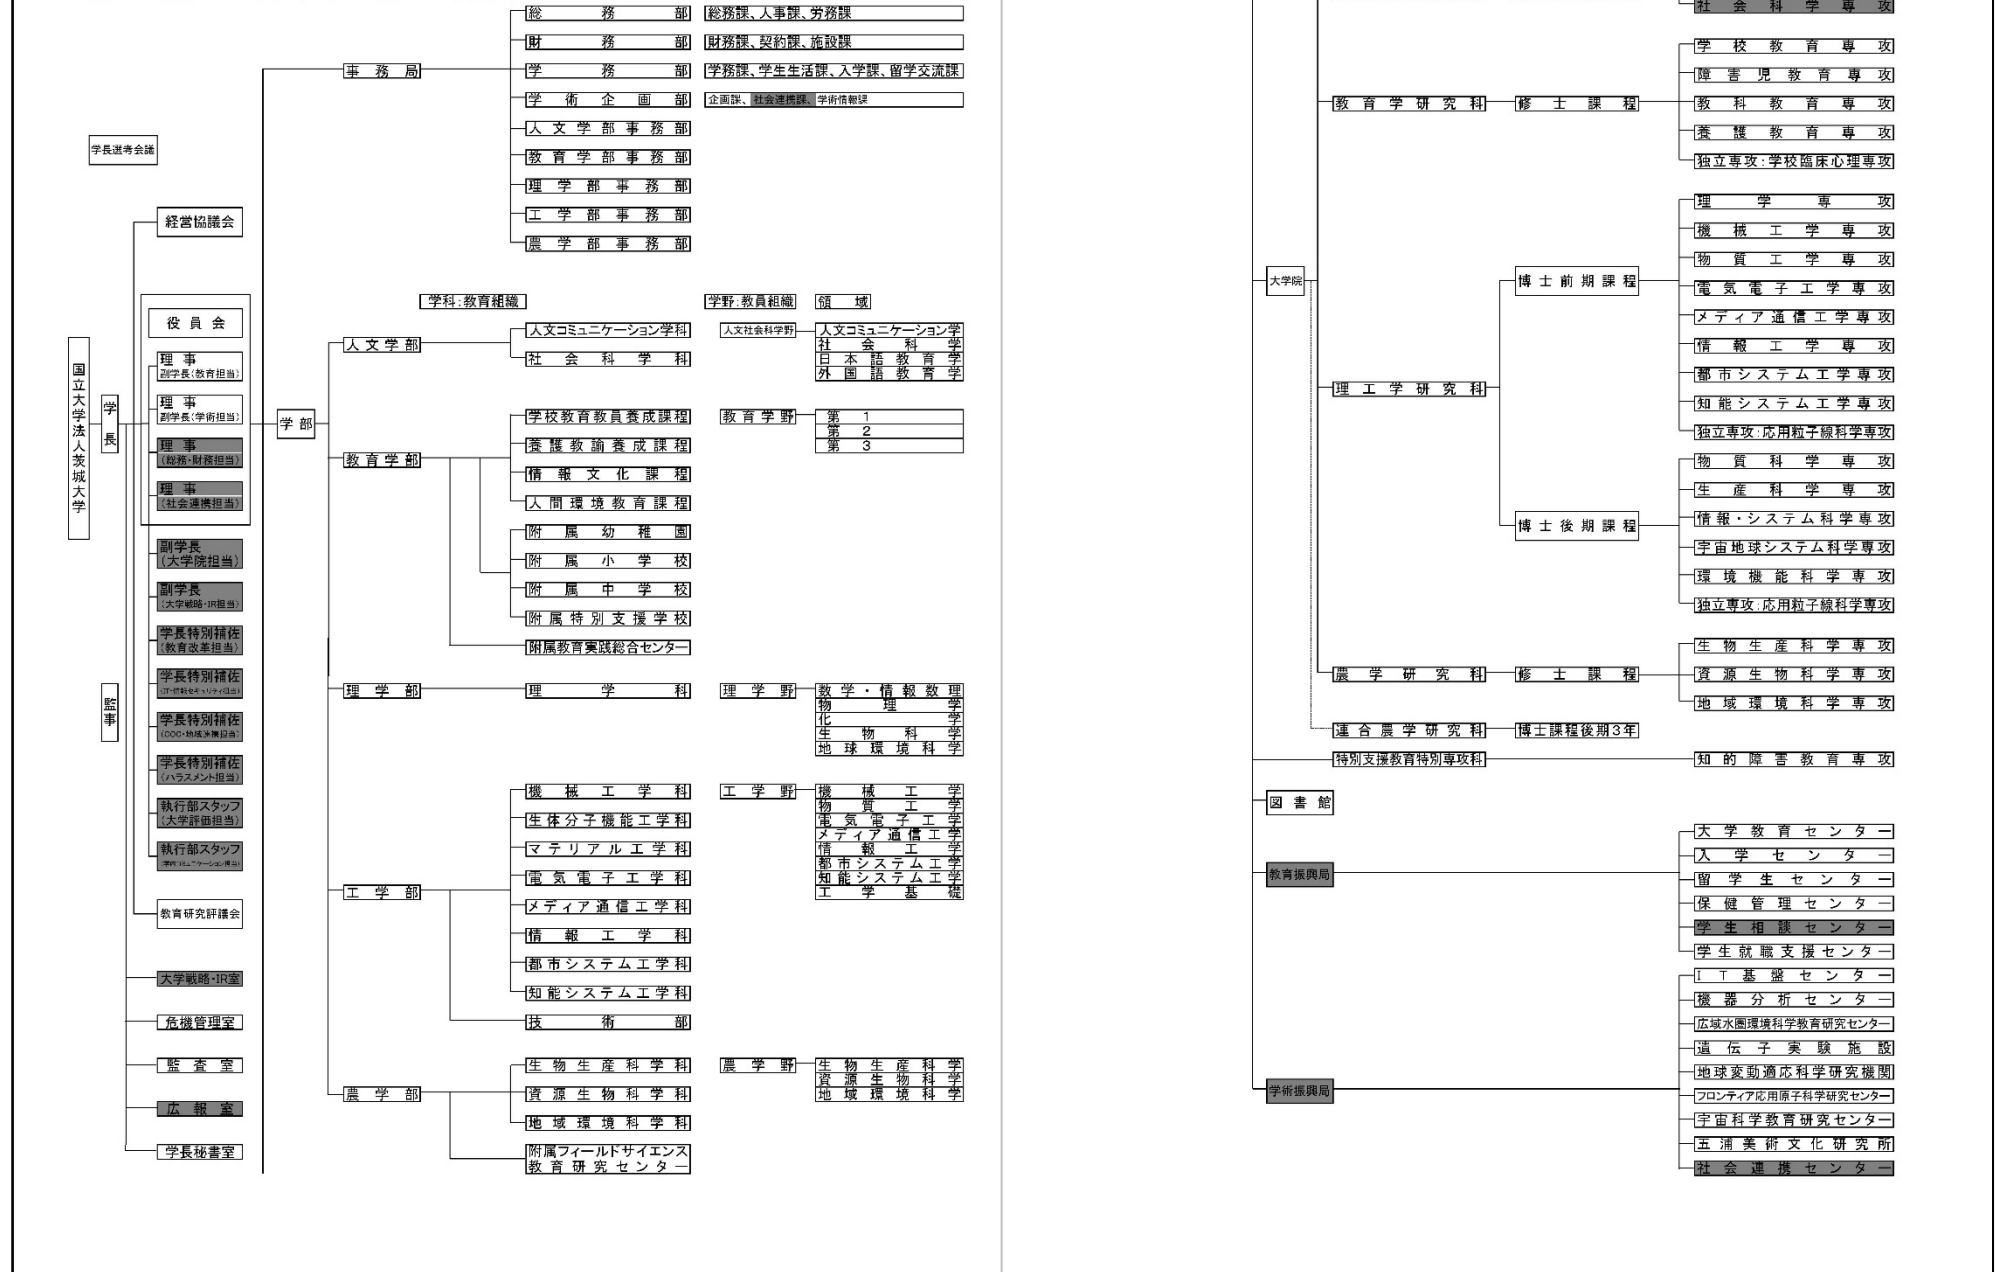 総務部
総務課、人事課、労務課
財務部
財務課、契約課、施設課
事務局
学務部
学務課、学生生活課、入学課、留学交流課
学術企画部
企画課、社会連携課、学術情報課
人文学部事務部
学長選考会議
教育学部事務部
理学部事務部
工学部事務部
経営協議会
農学部事務部
学科：教育組織
学野：教員組織
領域
国立大学法人茨城大学
学長
監事
役員会
理事
副学長（教育担当）
理事
副学長（学術担当）
理事
（総務・財務担当）
理事
（社会連携担当）
副学長
（大学院担当）
副学長
（大学戦略・IR担当）
学長特別補佐
（教育改革担当）
学長特別補佐
（IT・情報セキュリティ担当）
学長特別補佐
（COC・地域連携担当）
学長特別補佐
（ハラスメント担当）
執行部スタッフ
（大学評価担当）
執行部スタッフ
（学内コミュニケーション担当）
教育研究評議会
大学戦略・IR室
危機管理室
監査室
広報室
学長秘書室
学部
人文学部
人文コミュニケーション学科
社会科学科
人文社会科学野
人文コミュニケーション学
社会科学
日本語教育学
外国語教育学
教育学部
学校教育教員養成課程
養護教諭養成課程
情報文化課程
人間環境教育課程
附属幼稚園
附属小学校
附属中学校
附属特別支援学校
附属教育実践総合センター
教育学野
第1
第2
第3
理学部
理学科
理学野
数学・情報数理
物理学
化学
生物科学
地球環境科学
工学部
機械工学科
生体分子機能工学科
マテリアル工学科
電気電子工学科
メディア通信工学科
情報工学科
都市システム工学科
知能システム工学科
技術部
工学野
機械工学
物質工学
電気電子工学
メディア通信工学
情報工学
都市システム工学
知能システム工学
工学基礎
農学部
生物生産科学科
資源生物科学科
地域環境科学科
附属フィールドサイエンス
教育研究センター
農学野
生物生産科学
資源生物科学
地域環境科学
社会科学専攻
大学院
教育学研究科
修士課程
学校教育専攻
障害児教育専攻
教科教育専攻
養護教育専攻
独立専攻：学校臨床心理専攻
理工学研究科
博士前期課程
理学専攻
機械工学専攻
物質工学専攻
電気電子工学専攻
メディア通信工学専攻
情報工学専攻
都市システム工学専攻
知能システム工学専攻
独立専攻：応用粒子線科学専攻
博士後期課程
物質科学専攻
生産科学専攻
情報・システム科学専攻
宇宙地球システム科学専攻
環境機能科学専攻
独立専攻：応用粒子線科学専攻
農学研究科
修士課程
生物生産科学専攻
資源生物科学専攻
地域環境科学専攻
連合農学研究科
博士課程後期3年
特別支援教育特別専攻科
知的障害教育専攻
図書館
教育振興局
大学教育センター
入学センター
留学生センター
保健管理センター
学生相談センター
学生就職支援センター
学術振興局
IT基盤センター
機器分析センター
広域水圏環境科学教育研究センター
遺伝子実験施設
地球変動適応科学研究機関
フロンティア応用原子科学研究センター
宇宙科学教育研究センター
五浦美術文化研究所
社会連携センター